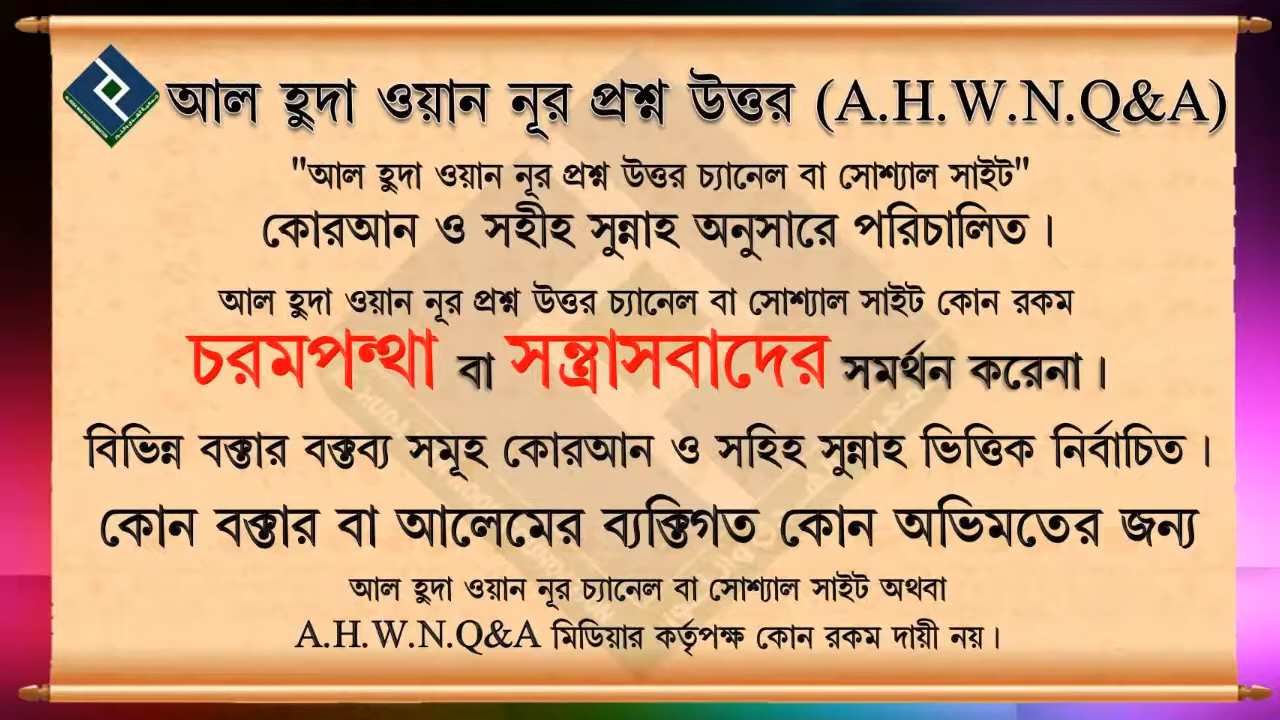 আল হুদা ওয়ান নূর প্রশ্ন উত্তর (A.H.W.N.Q&A)
"আল হুদা ওয়ান নূর প্রশ্ন উত্তর চ্যানেল বা সোশ্যাল সাইট"
কোরআন ও সহীহ সুন্নাহ অনুসারে পরিচালিত।
আল হুদা ওয়ান নূর প্রশ্ন উত্তর চ্যানেল বা সোশ্যাল সাইট কোন রকম
চরমপন্থা বা সন্ত্রাসবাদের সমর্থন করেনা।
বিভিন্ন বক্তার বক্তব্য সমূহ কোরআন ও সহিহ সুন্নাহ ভিত্তিক নির্বাচিত।
কোন বক্তার বা আলেমের ব্যক্তিগত কোন অভিমতের জন্য
আল হুদা ওয়ান নূর চ্যানেল বা সোশ্যাল সাইট অথবা
A.H.W.N.Q&A মিডিয়ার কর্তৃপক্ষ কোন রকম দায়ী নয়।